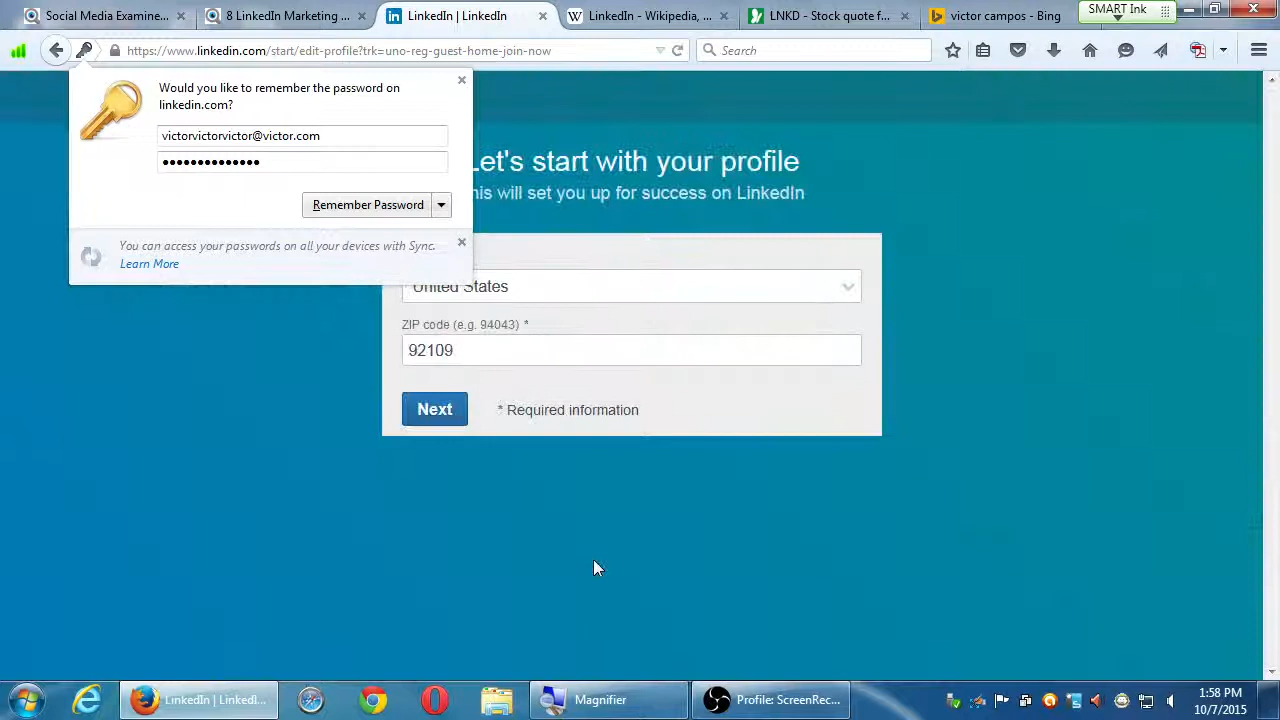 Social Media Examine...
8 LinkedIn Marketing ...
LinkedIn | LinkedIn
LinkedIn - Wikipedia, ...
LNKD - Stock quote f...
victor campos - Bing
SMART Ink
https://www.linkedin.com/start/edit-profile?trk=uno-reg-guest-home-join-now
Search
Would you like to remember the password on
linkedin.com?
victorvictorvictor@victor.com
••••••••••••••
Remember Password
You can access your passwords on all your devices with Sync.
Learn More
Let's start with your profile
his will set you up for success on LinkedIn
United States
ZIP code (e.g. 94043) *
92109
Next
* Required information
LinkedIn | LinkedI...
Magnifier
Profile: ScreenRec...
1:58 PM
10/7/2015